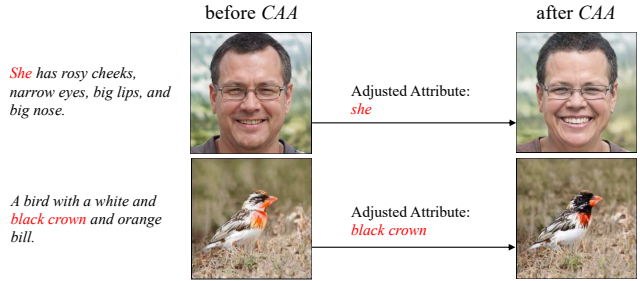 before CAA
after CAA
She has rosy cheeks,
narrow eyes, big lips, and
big nose.
Adjusted Attribute:
she
A bird with a white and
black crown and orange
bill.
Adjusted Attribute:
black crown